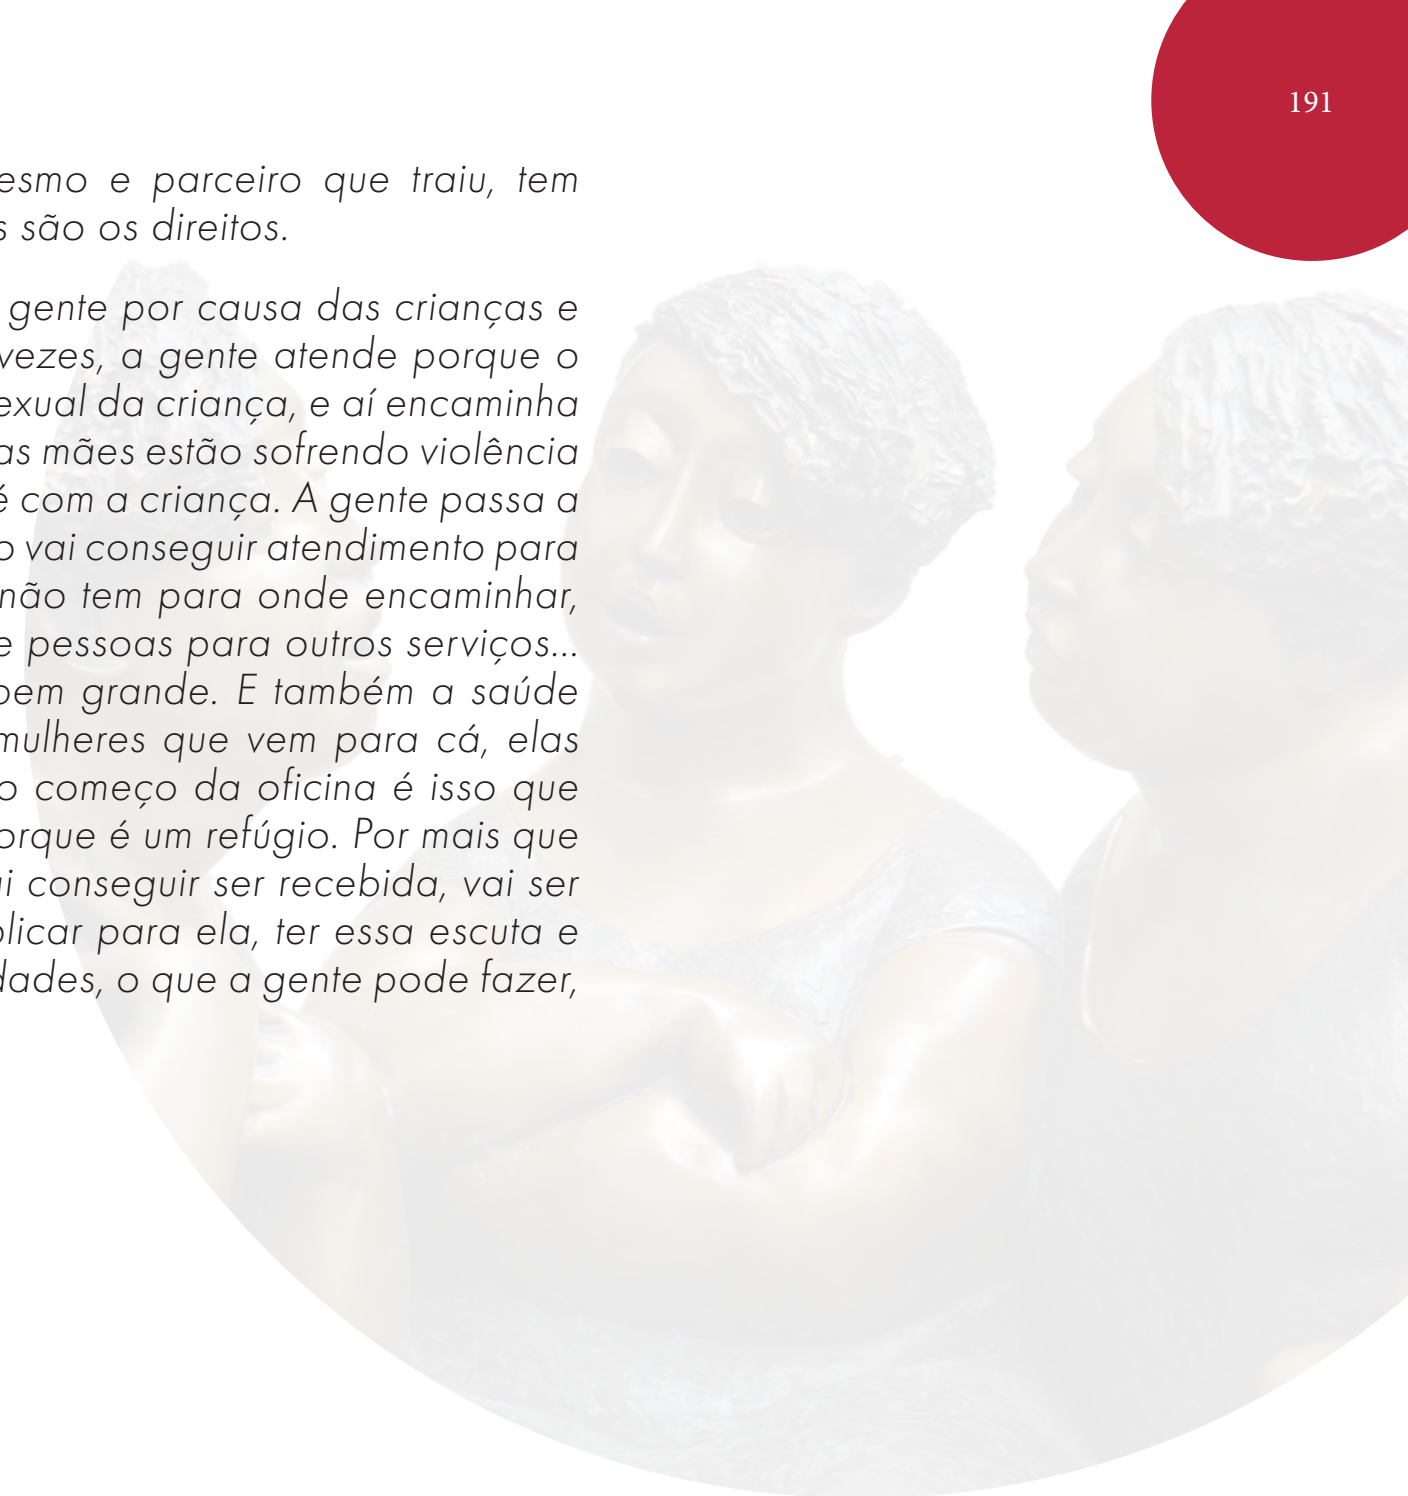 191
esmo e parceiro que traiu, tem
s são os direitos.
gente por causa das crianças e
vezes, a gente atende porque o
exual da criança, e aí encaminha
as mães estão sofrendo violência
é com a criança. A gente passa a
o vai conseguir atendimento para
não tem para onde encaminhar,
e pessoas para outros serviços...
bem grande. E também a saúde
mulheres que vem para cá, elas
o começo da oficina é isso que
orque é um refúgio. Por mais que
ai conseguir ser recebida, vai ser
plicar para ela, ter essa escuta e
dades, o que a gente pode fazer,